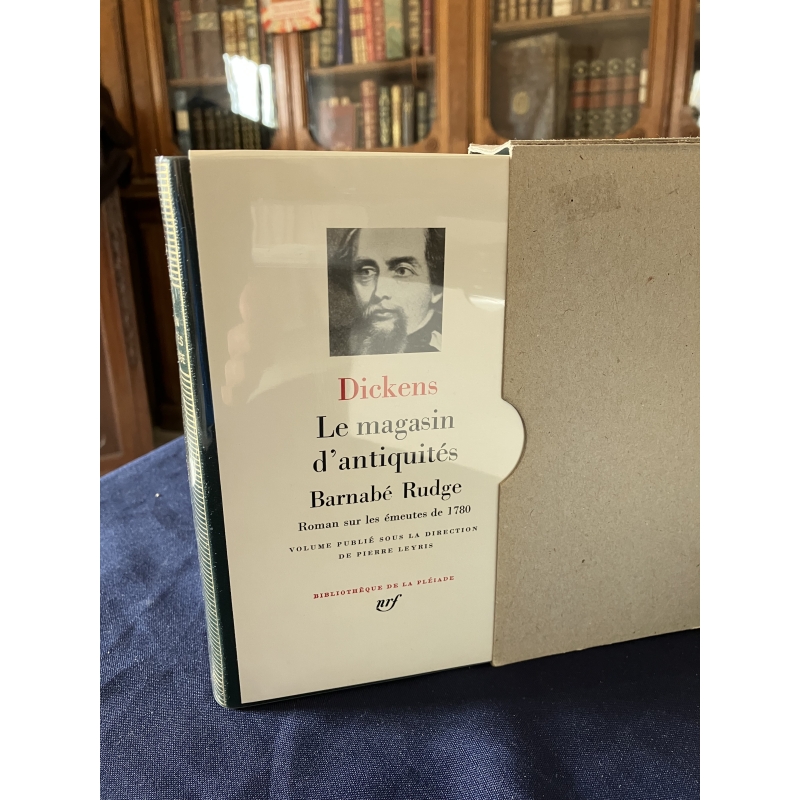 Dickens
Le magasin
d'antiquités
Barnabé Rudge
Roman sur les émeutes de 1780
VOLUME PUBLIÉ SOUS LA DIRECTION
DE PIERRE LEYRIS
BIBLIOTHÈQUE DE LA PLÉIADE
nrf